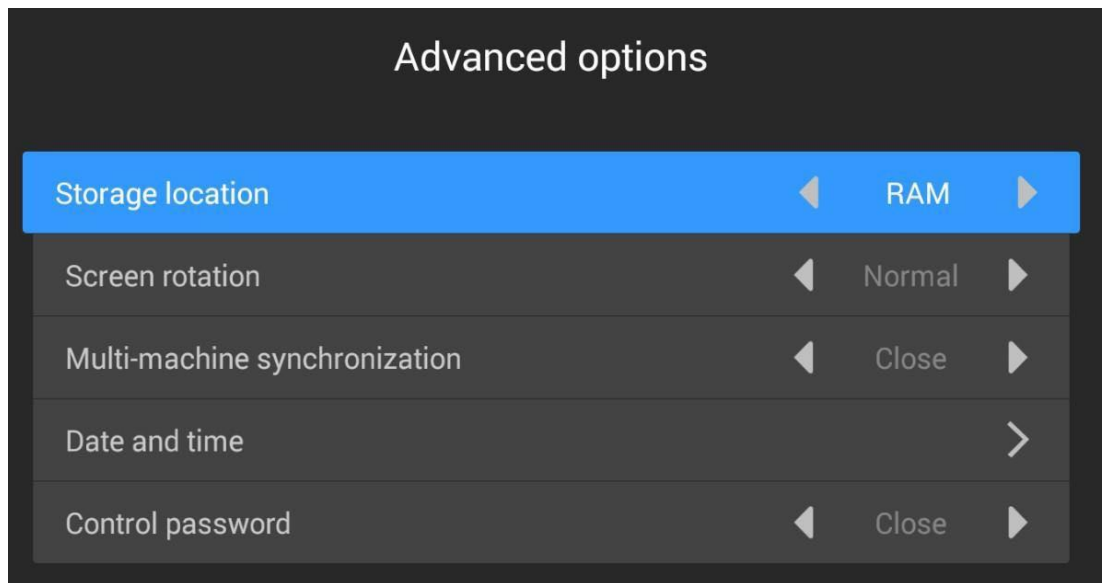 Advanced options
Storage location RAM
Screen rotation Normal
Multi-machine synchronization Close
Date and time
Control password Close